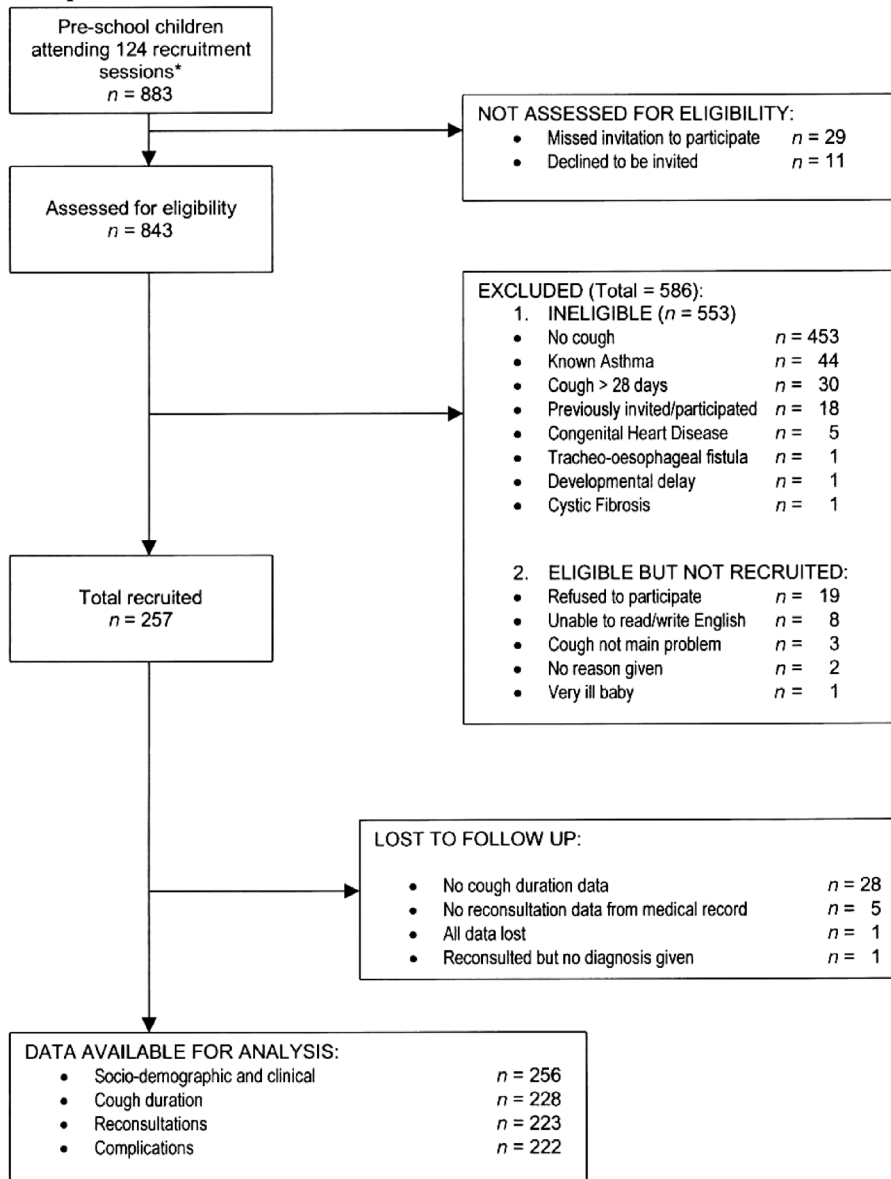 Pre-school children
attending 124 recruitment
sessions*
n = 883
NOT ASSESSED FOR ELIGIBILITY:
• Missed invitation to participate n = 29
• Declined to be invited n = 11
Assessed for eligibility
n = 843
EXCLUDED (Total = 586):
1. INELIGIBLE (n = 553)
• No cough n = 453
• Known Asthma n = 44
• Cough > 28 days n = 30
• Previously invited/participated n = 18
• Congenital Heart Disease n = 5
• Tracheo-oesophageal fistula n = 1
• Developmental delay n = 1
• Cystic Fibrosis n = 1
2. ELIGIBLE BUT NOT RECRUITED:
• Refused to participate n = 19
• Unable to read/write English n = 8
• Cough not main problem n = 3
• No reason given n = 2
• Very ill baby n = 1
Total recruited
n = 257
LOST TO FOLLOW UP:
• No cough duration data n = 28
• No reconsultation data from medical record n = 5
• All data lost n = 1
• Reconsulted but no diagnosis given n = 1
DATA AVAILABLE FOR ANALYSIS:
• Socio-demographic and clinical n = 256
• Cough duration n = 228
• Reconsultations n = 223
• Complications n = 222